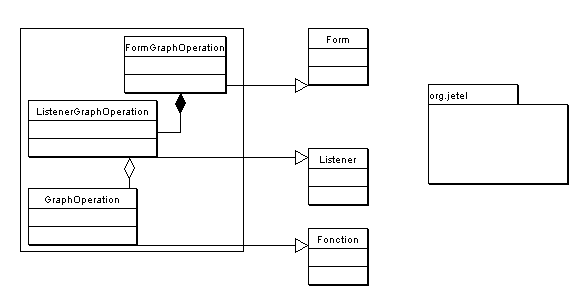 FormGraphOperation
Form
org.jetel
ListenerGraphOperation
Listener
GraphOperation
Fonction